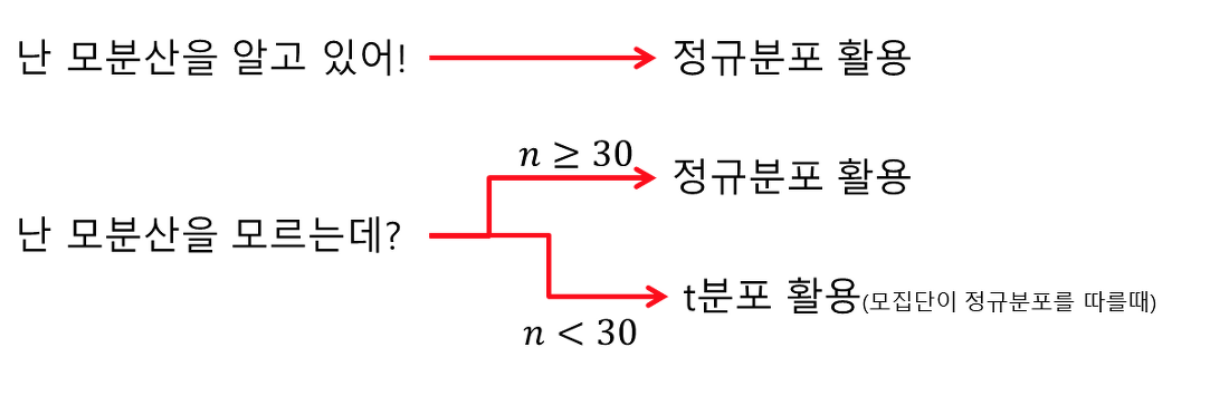 난 모분산을 알고 있어! 정규분포 활용
n ≥ 30
정규분포 활용
난 모분산을 모르는데?
t분포 활용(모집단이 정규분포를 따를때)
n < 30